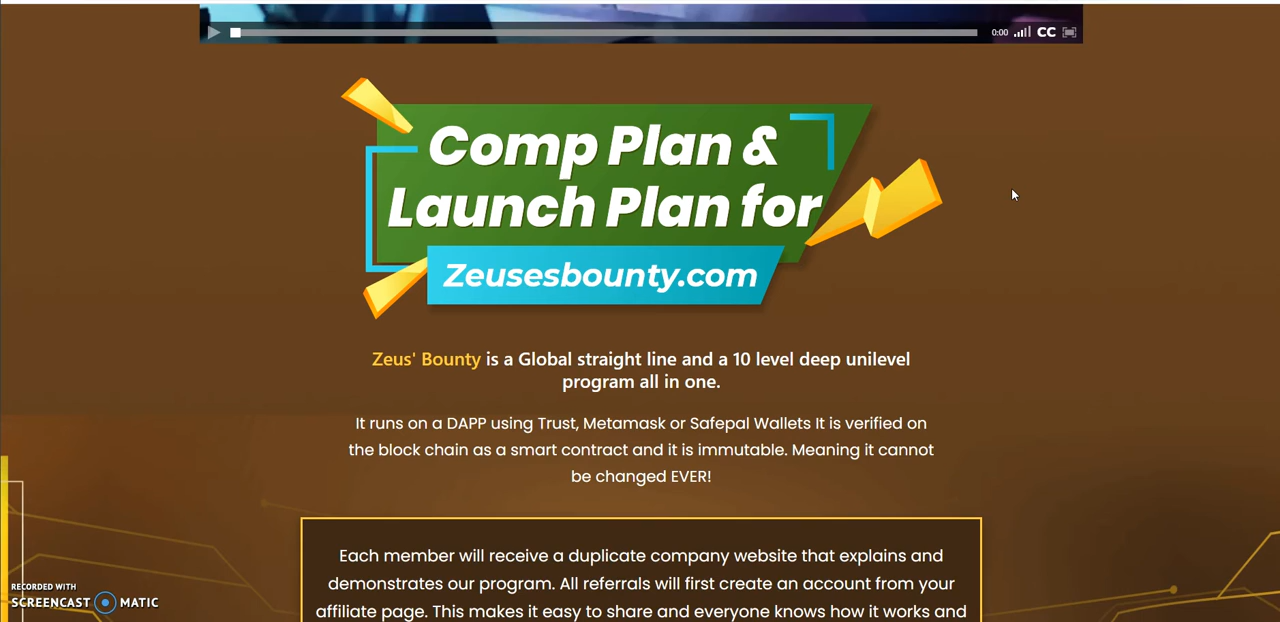 0:00 CC
Comp Plan &
Launch Plan for
Zeusesbounty.com
Zeus' Bounty is a Global straight line and a 10 level deep unilevel
program all in one.
It runs on a DAPP using Trust, Metamask or Safepal Wallets It is verified on
the block chain as a smart contract and it is immutable. Meaning it cannot
be changed EVER!
Each member will receive a duplicate company website that explains and
demonstrates our program. All referrals will first create an account from your
affiliate page. This makes it easy to share and everyone knows how it works and
RECORDED WITH
SCREENCAST MATIC